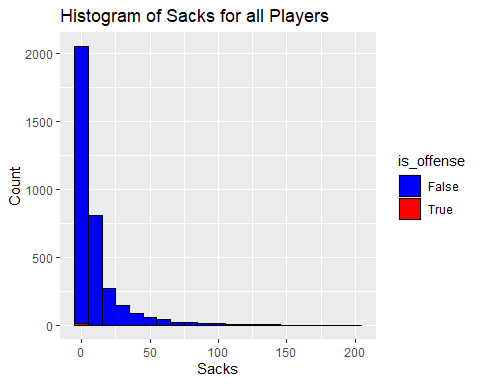 Histogram of Sacks for all Players
2000
1500
1000
500
0
Count
0 50 100 150 200
Sacks
is_offense
False
True